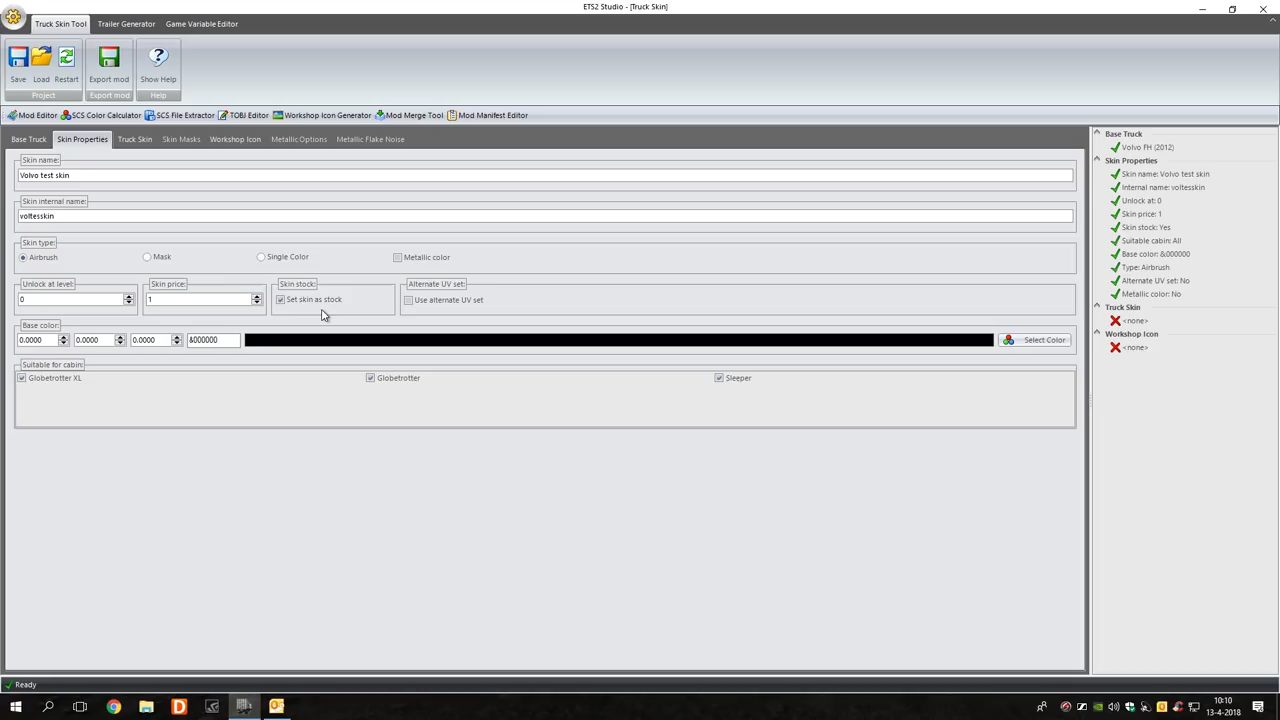 ETS2 Studio - [Truck Skin]
Truck Skin Tool Trailer Generator Game Variable Editor
Save Load Restart Export mod Show Help
Project Export mod Help
Mod Editor SCS Color Calculator SCS File Extractor TOBJ Editor Workshop Icon Generator Mod Merge Tool Mod Manifest Editor
Base Truck Skin Properties Truck Skin Skin Masks Workshop Icon Metallic Options Metallic Flake Noise
Skin name:
Volvo test skin
Skin internal name:
voltesskin
Skin type:
Airbrush Mask Single Color Metallic color
Unlock at level: Skin price: Skin stock: Alternate UV set:
0 1 Set skin as stock Use alternate UV set
Base color:
0.0000 0.0000 0.0000 &000000 Select Color
Suitable for cabin:
Globetrotter XL Globetrotter Sleeper
Base Truck
Volvo FH (2012)
Skin Properties
Skin name: Volvo test skin
Internal name: voltesskin
Unlock at: 0
Skin price: 1
Skin stock: Yes
Suitable cabin: All
Base color: &000000
Type: Airbrush
Alternate UV set: No
Metallic color: No
Truck Skin
<none>
Workshop Icon
<none>
Ready
10:10
13-4-2018